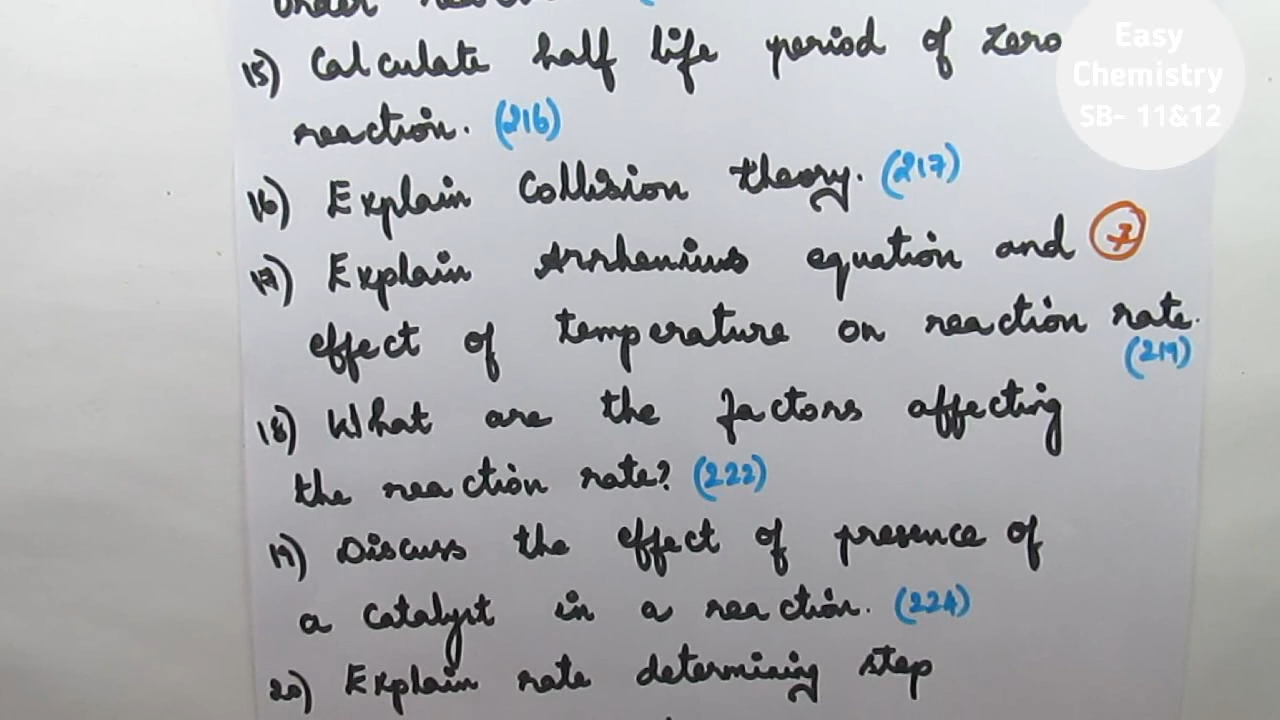 order
15) Calculate half life period of zero
reaction. (216)
16) Explain Collision theory. (217)
17) Explain Arrhenius equation and
effect of temperature on reaction rate.
(219)
18) What are the factors affecting
the reaction rate? (222)
19) Discuss the effect of presence of
a catalyst in a reaction. (224)
20) Explain rate determining step
Easy
Chemistry
SB- 11&12